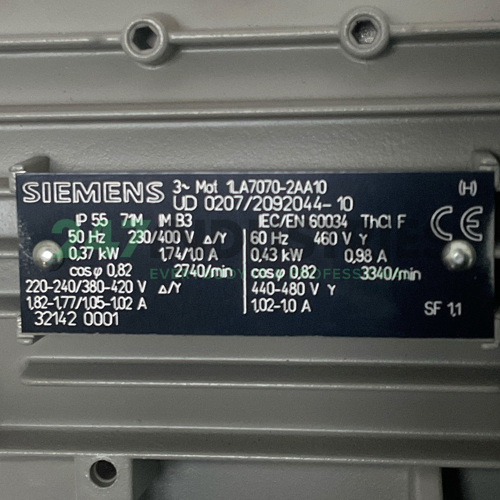 SIEMENS 3~ Mot 1LA7070-2AA10 (H)
UD 0207/2092044-10
IP 55 71M IM B3 IEC/EN 60034 ThCl F
50 Hz 230/400 V Δ/Y 60 Hz 460 V Y
0,37 kW 1,74/1,0 A 0,43 kW 0,98 A
cos φ 0,82 2740/min cos φ 0,82 3340/min
220-240/380-420 V Δ/Y 440-480 V Y
1,82-1,77/1,05-1,02 A 1,02-1,0 A SF 1,1
32142 0001
CE